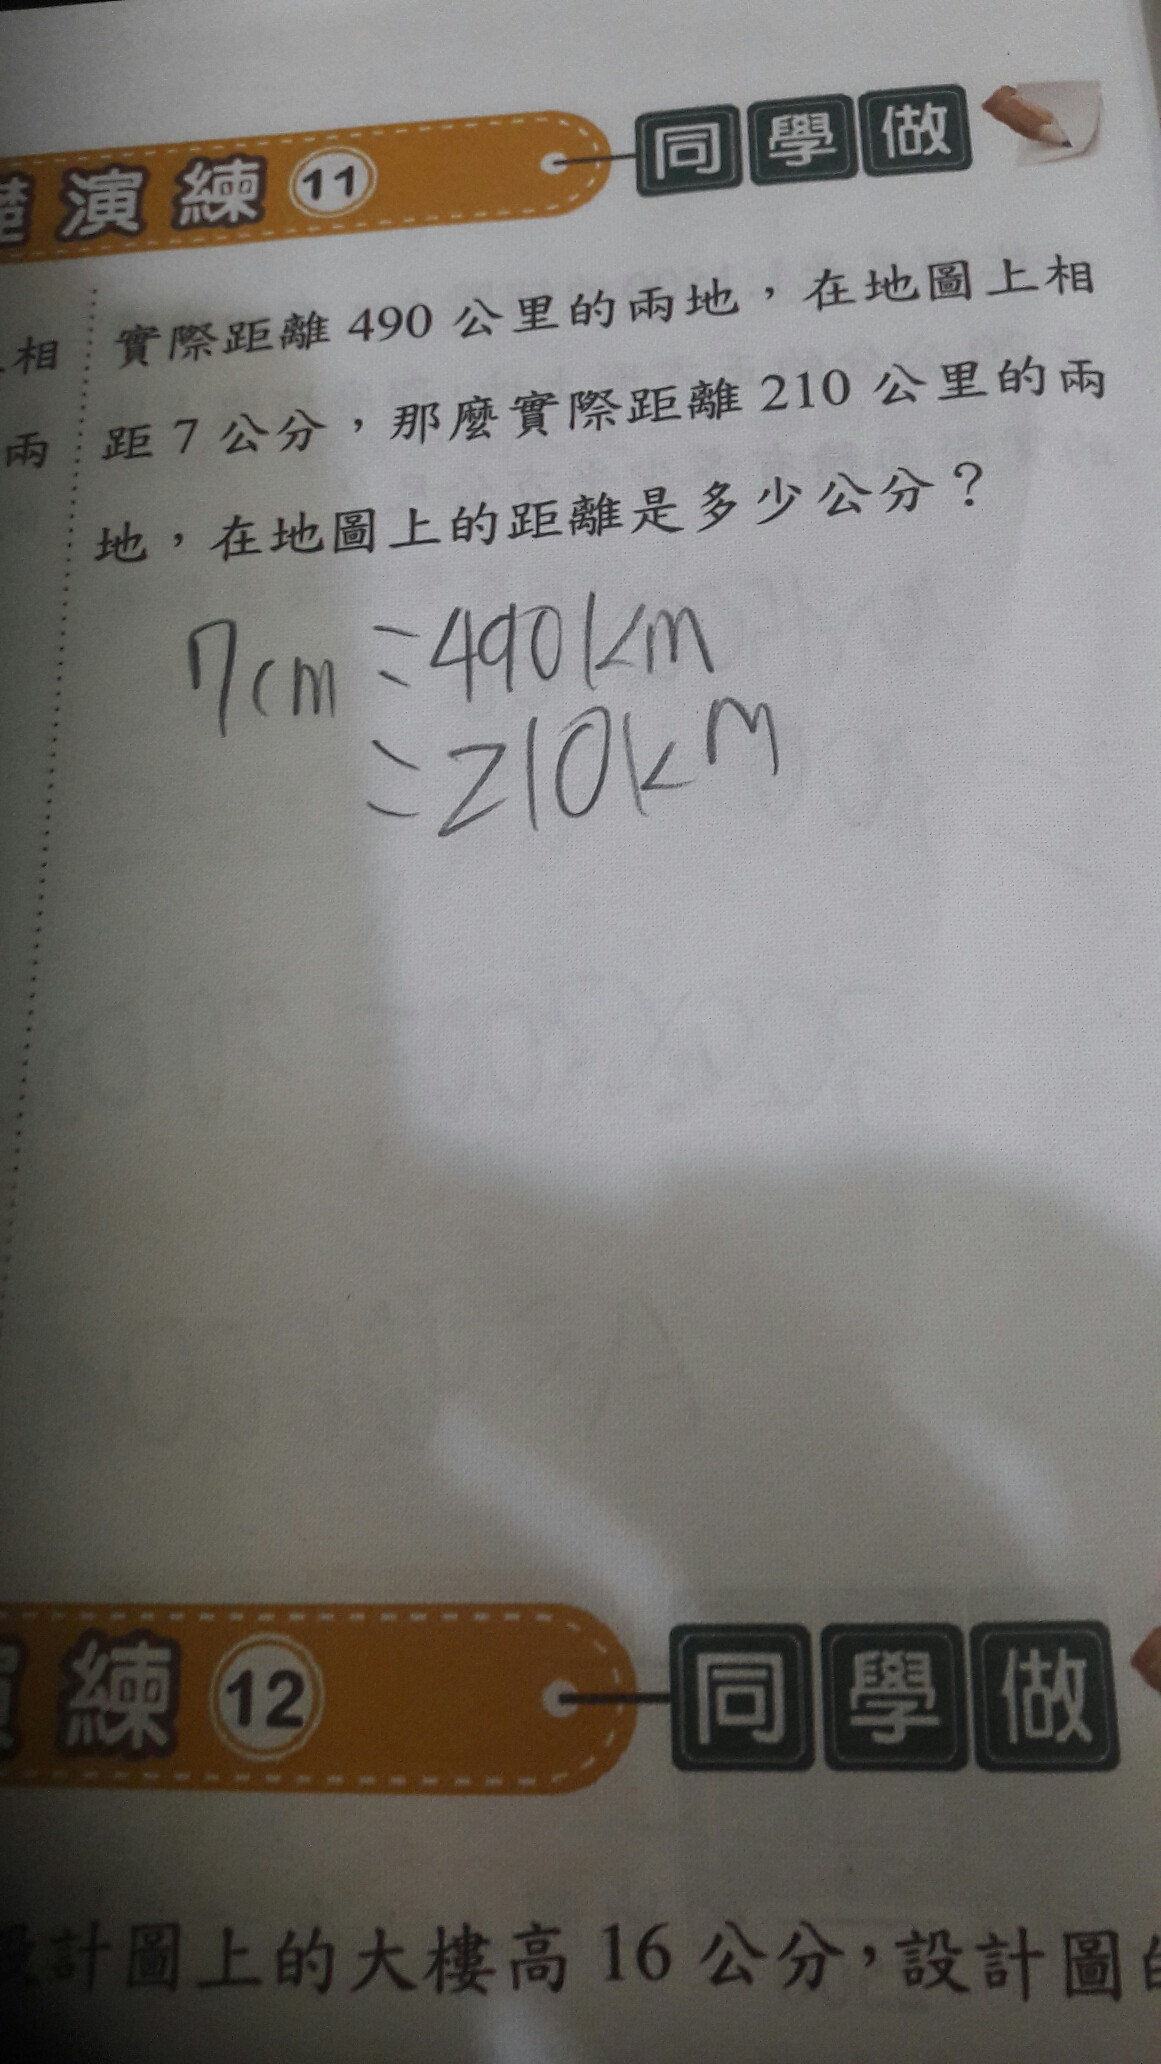 演練 11 同學做
相 實際距離 490 公里的兩地，在地圖上相
兩 距 7 公分，那麼實際距離 210 公里的兩
地，在地圖上的距離是多少公分？
7cm = 490km
= 210km
練 12 同學做
計圖上的大樓高 16 公分，設計圖